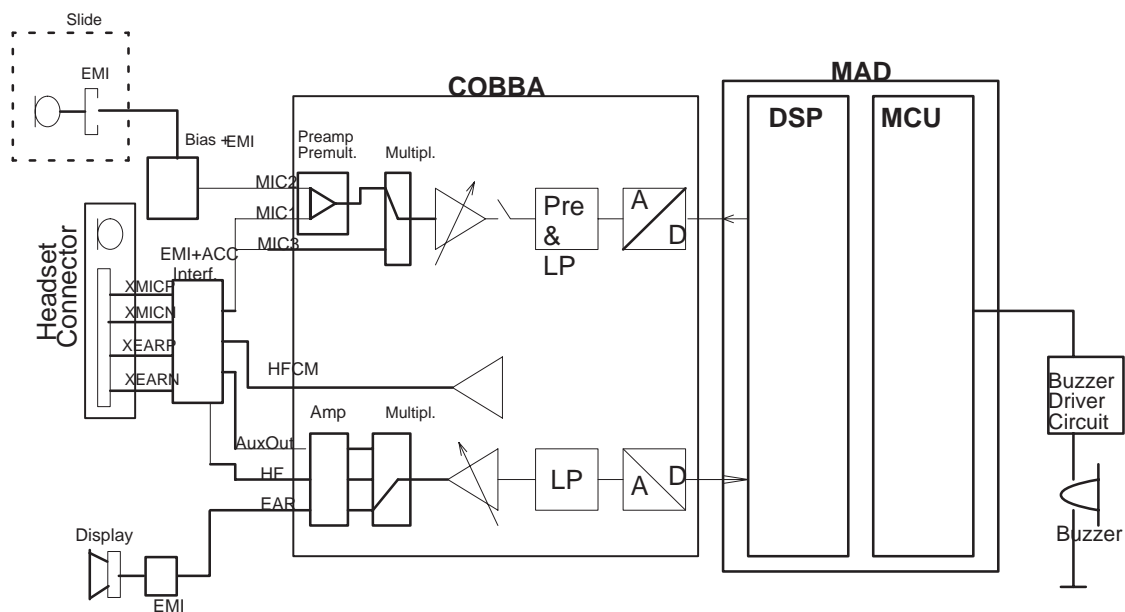 Slide
EMI
COBBA
MAD
DSP
MCU
Bias +EMI
Preamp
Premult.
Multipl.
MIC2
MIC1
MIC3
Pre
&
LP
A
D
Headset
Connector
EMI+ACC
Interf.
XMICP
XMICN
XEARP
XEARN
HFCM
Buzzer
Driver
Circuit
Amp
Multipl.
AuxOut
HF
EAR
LP
A
D
Display
EMI
Buzzer